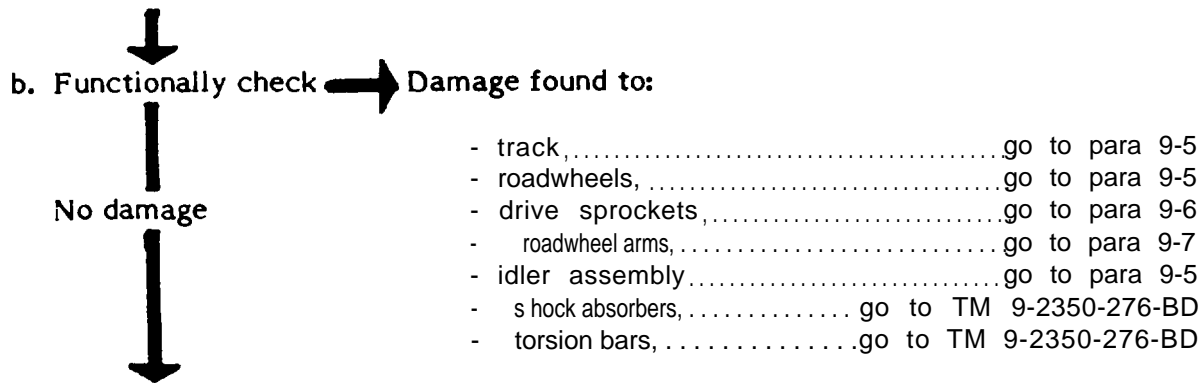 b. Functionally check Damage found to:
- track,............................................go to para 9-5
- roadwheels, ...................................go to para 9-5
No damage - drive sprockets,..............................go to para 9-6
- roadwheel arms,...............................go to para 9-7
- idler assembly...............................go to para 9-5
- s hock absorbers,............... go to TM 9-2350-276-BD
- torsion bars, ...............go to TM 9-2350-276-BD